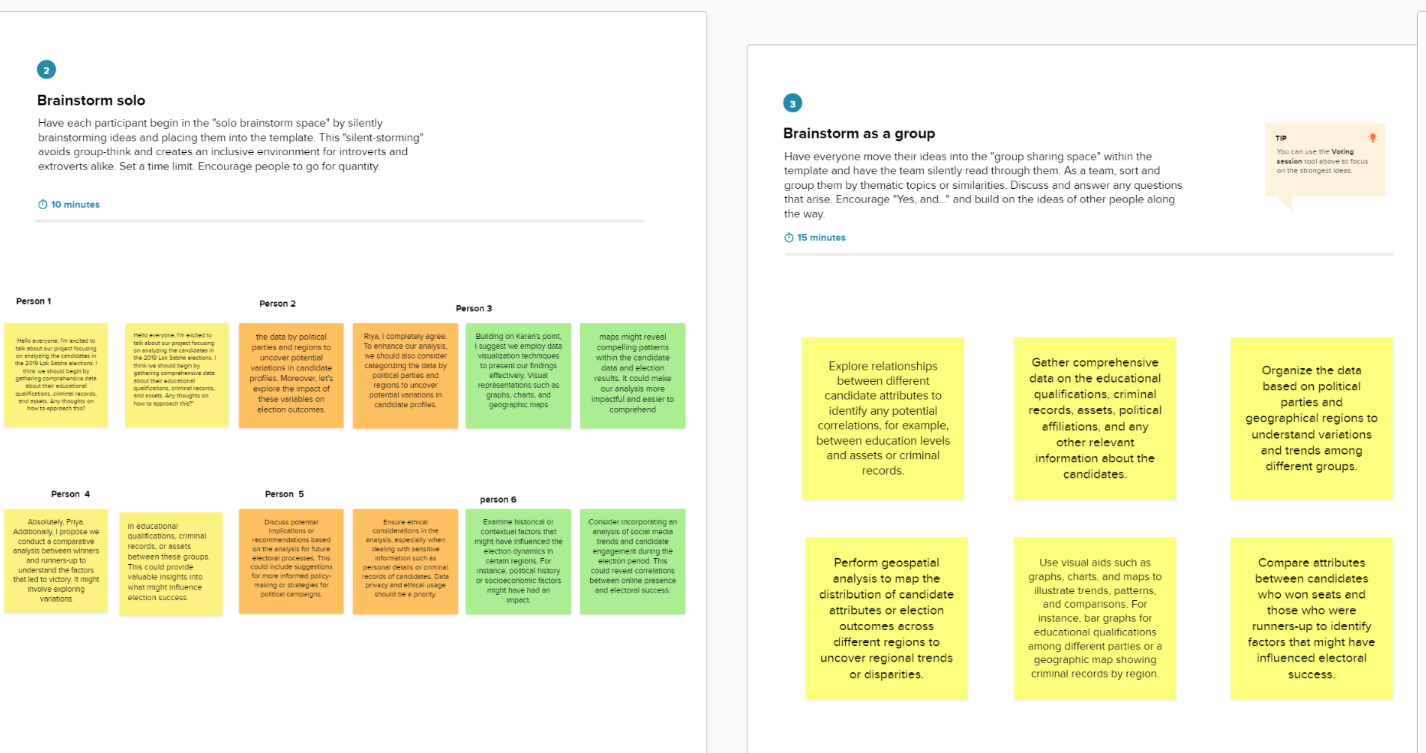 2
Brainstorm solo
Have each participant begin in the "solo brainstorm space" by silently
brainstorming ideas and placing them into the template. This "silent-storming"
avoids group-think and creates an inclusive environment for introverts and
extroverts alike. Set a time limit. Encourage people to go for quantity.
10 minutes
Person 1
Hello everyone, I'm excited to
talk about our project focusing
on analyzing the candidates in
the 2019 Lok Sabha elections. I
think we should begin by
gathering comprehensive data
about their educational
qualifications, criminal records,
and assets. Any thoughts on
how to approach this?
Hello everyone, I'm excited to
talk about our project focusing
on analyzing the candidates in
the 2019 Lok Sabha elections. I
think we should begin by
gathering comprehensive data
about their educational
qualifications, criminal records,
and assets. Any thoughts on
how to approach this?"
Person 2
the data by political
parties and regions to
uncover potential
variations in candidate
profiles. Moreover, let's
explore the impact of
these variables on
election outcomes.
Riya, I completely agree.
To enhance our analysis,
we should also consider
categorizing the data by
political parties and
regions to uncover
potential variations in
candidate profiles.
Person 3
Building on Karan's point,
I suggest we employ data
visualization techniques
to present our findings
effectively. Visual
representations such as
graphs, charts, and
geographic maps
maps might reveal
compelling patterns
within the candidate
data and election
results. It could make
our analysis more
impactful and easier to
comprehend
Person 4
Absolutely, Priya.
Additionally, I propose we
conduct a comparative
analysis between winners
and runners-up to
understand the factors
that led to victory. It might
involve exploring
variations
in educational
qualifications, criminal
records, or assets
between these groups.
This could provide
valuable insights into
what might influence
election success
Person 5
Discuss potential
implications or
recommendations based
on the analysis for future
electoral processes. This
could include suggestions
for more informed policy-
making or strategies for
political campaigns.
Ensure ethical
considerations in the
analysis, especially when
dealing with sensitive
information such as
personal details or criminal
records of candidates. Data
privacy and ethical usage
should be a priority.
person 6
Examine historical or
contextual factors that
might have influenced the
election dynamics in
certain regions. For
instance, political history
or socioeconomic factors
might have had an
impact.
Consider incorporating an
analysis of social media
trends and candidate
engagement during the
election period. This
could reveal correlations
between online presence
and electoral success.
3
Brainstorm as a group
Have everyone move their ideas into the "group sharing space" within the
template and have the team silently read through them. As a team, sort and
group them by thematic topics or similarities. Discuss and answer any questions
that arise. Encourage "Yes, and..." and build on the ideas of other people along
the way.
15 minutes
TIP
You can use the Voting
session tool above to focus
on the strongest ideas.
Explore relationships
between different
candidate attributes to
identify any potential
correlations, for example,
between education levels
and assets or criminal
records.
Gather comprehensive
data on the educational
qualifications, criminal
records, assets, political
affiliations, and any
other relevant
information about the
candidates.
Organize the data
based on political
parties and
geographical regions to
understand variations
and trends among
different groups.
Perform geospatial
analysis to map the
distribution of candidate
attributes or election
outcomes across
different regions to
uncover regional trends
or disparities.
Use visual aids such as
graphs, charts, and maps to
illustrate trends, patterns,
and comparisons. For
instance, bar graphs for
educational qualifications
among different parties or a
geographic map showing
criminal records by region.
Compare attributes
between candidates
who won seats and
those who were
runners-up to identify
factors that might have
influenced electoral
success.